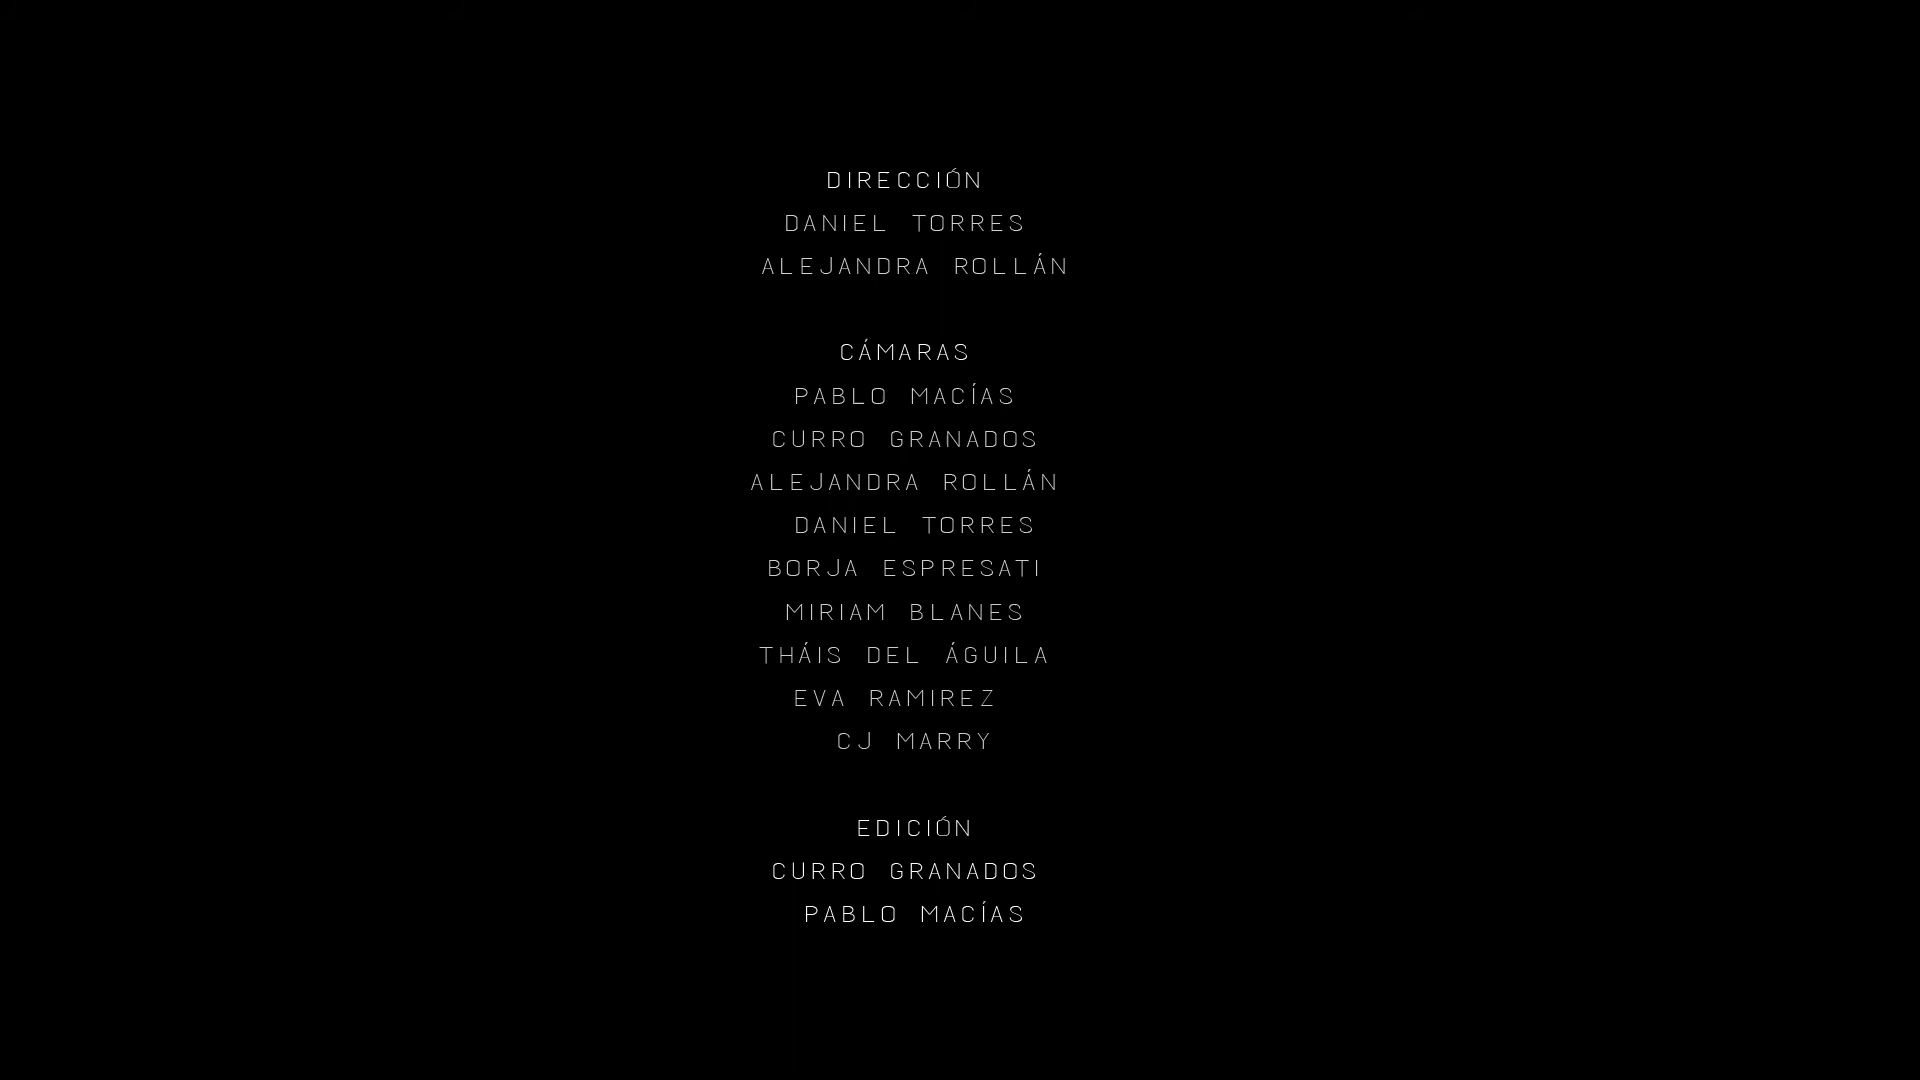 DIRECCIÓN
DANIEL TORRES
ALEJANDRA ROLLÁN
CÁMARAS
PABLO MACÍAS
CURRO GRANADOS
ALEJANDRA ROLLÁN
DANIEL TORRES
BORJA ESPRESATI
MIRIAM BLANES
THÁIS DEL ÁGUILA
EVA RAMIREZ
CJ MARRY
EDICIÓN
CURRO GRANADOS
PABLO MACÍAS